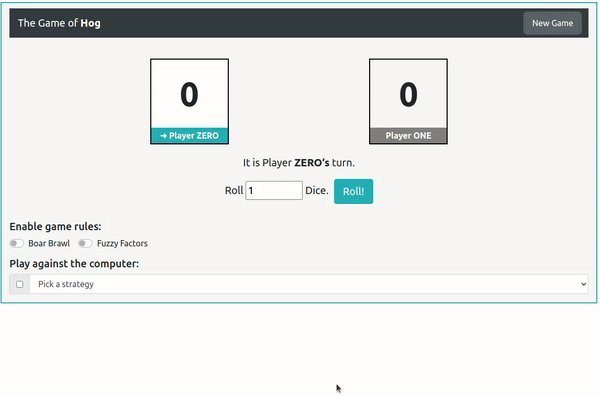 The Game of Hog
New Game
0
0
➜ Player ZERO
Player ONE
It is Player ZERO's turn.
Roll 1 Dice. Roll!
Enable game rules:
Boar Brawl Fuzzy Factors
Play against the computer:
Pick a strategy